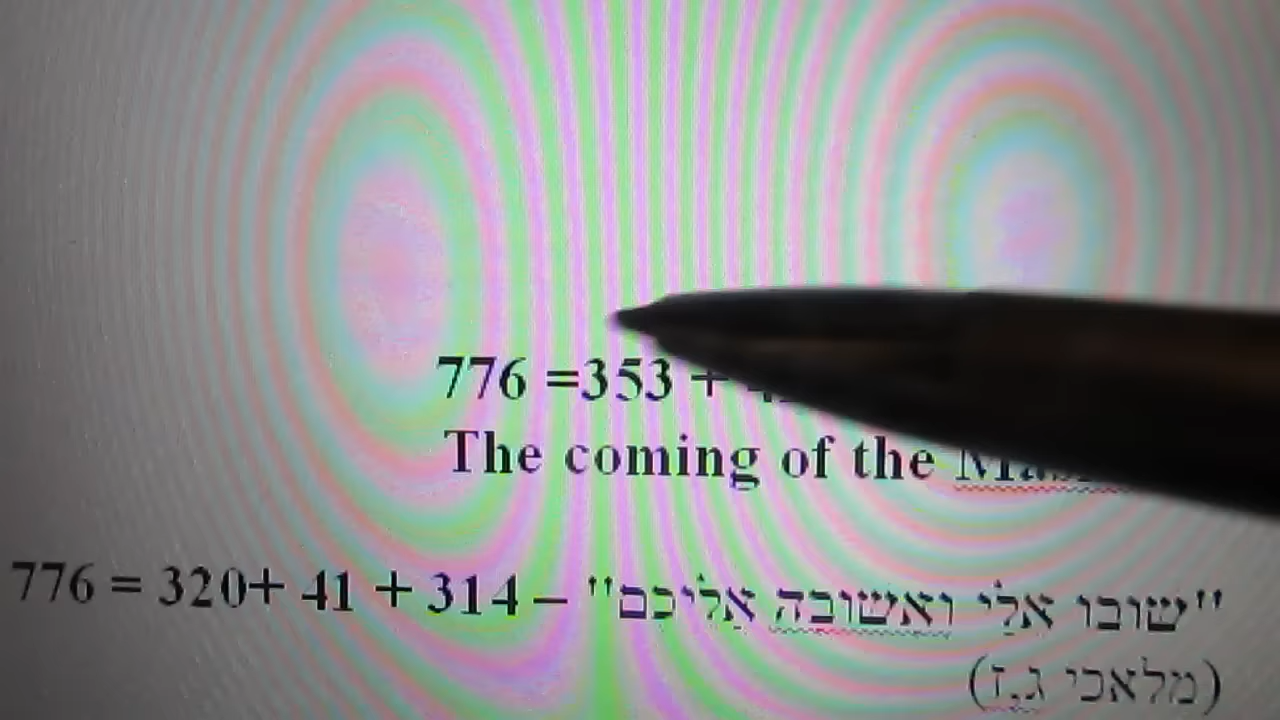 776 =353 +
The coming of the
776 = 320+ 41 + 314 – "שובו אלי ואשובה אליכם"
(מלאכי ג.ז)